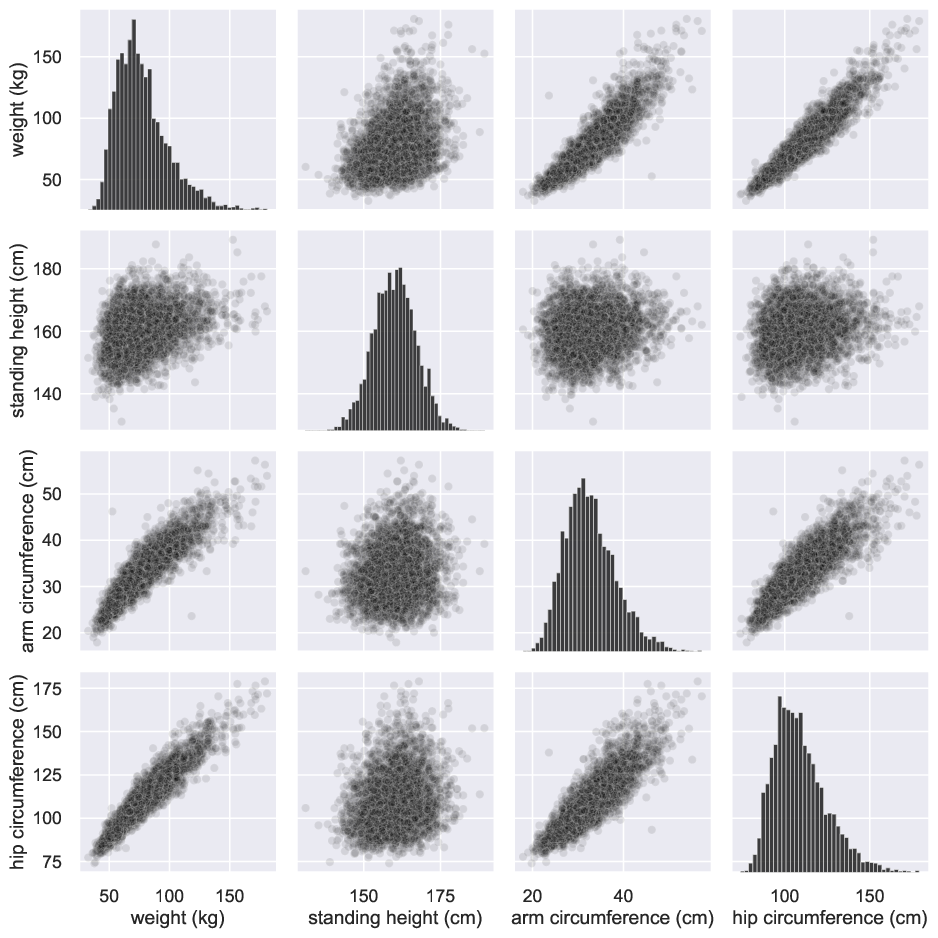 weight (kg)
150
100
50
standing height (cm)
180
160
140
arm circumference (cm)
50
40
30
20
hip circumference (cm)
175
150
125
100
75
50 100 150
weight (kg)
150 175
standing height (cm)
20 40
arm circumference (cm)
100 150
hip circumference (cm)